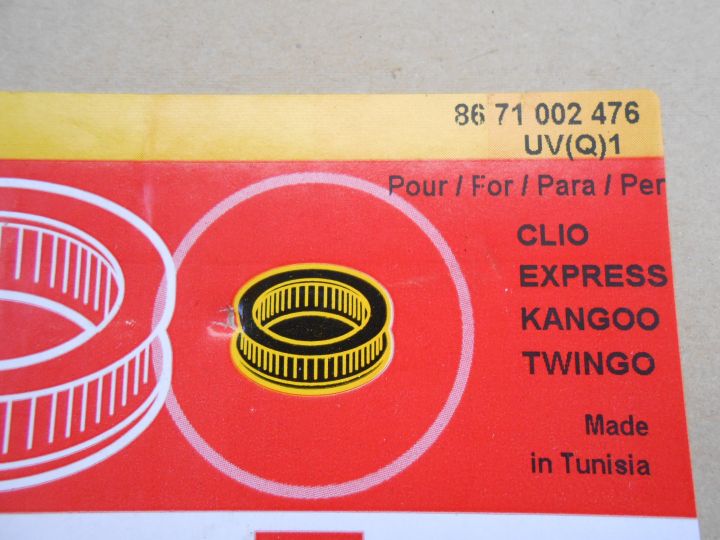 86 71 002 476
UV(Q)1
Pour / For / Para / Per
CLIO
EXPRESS
KANGOO
TWINGO
Made
in Tunisia